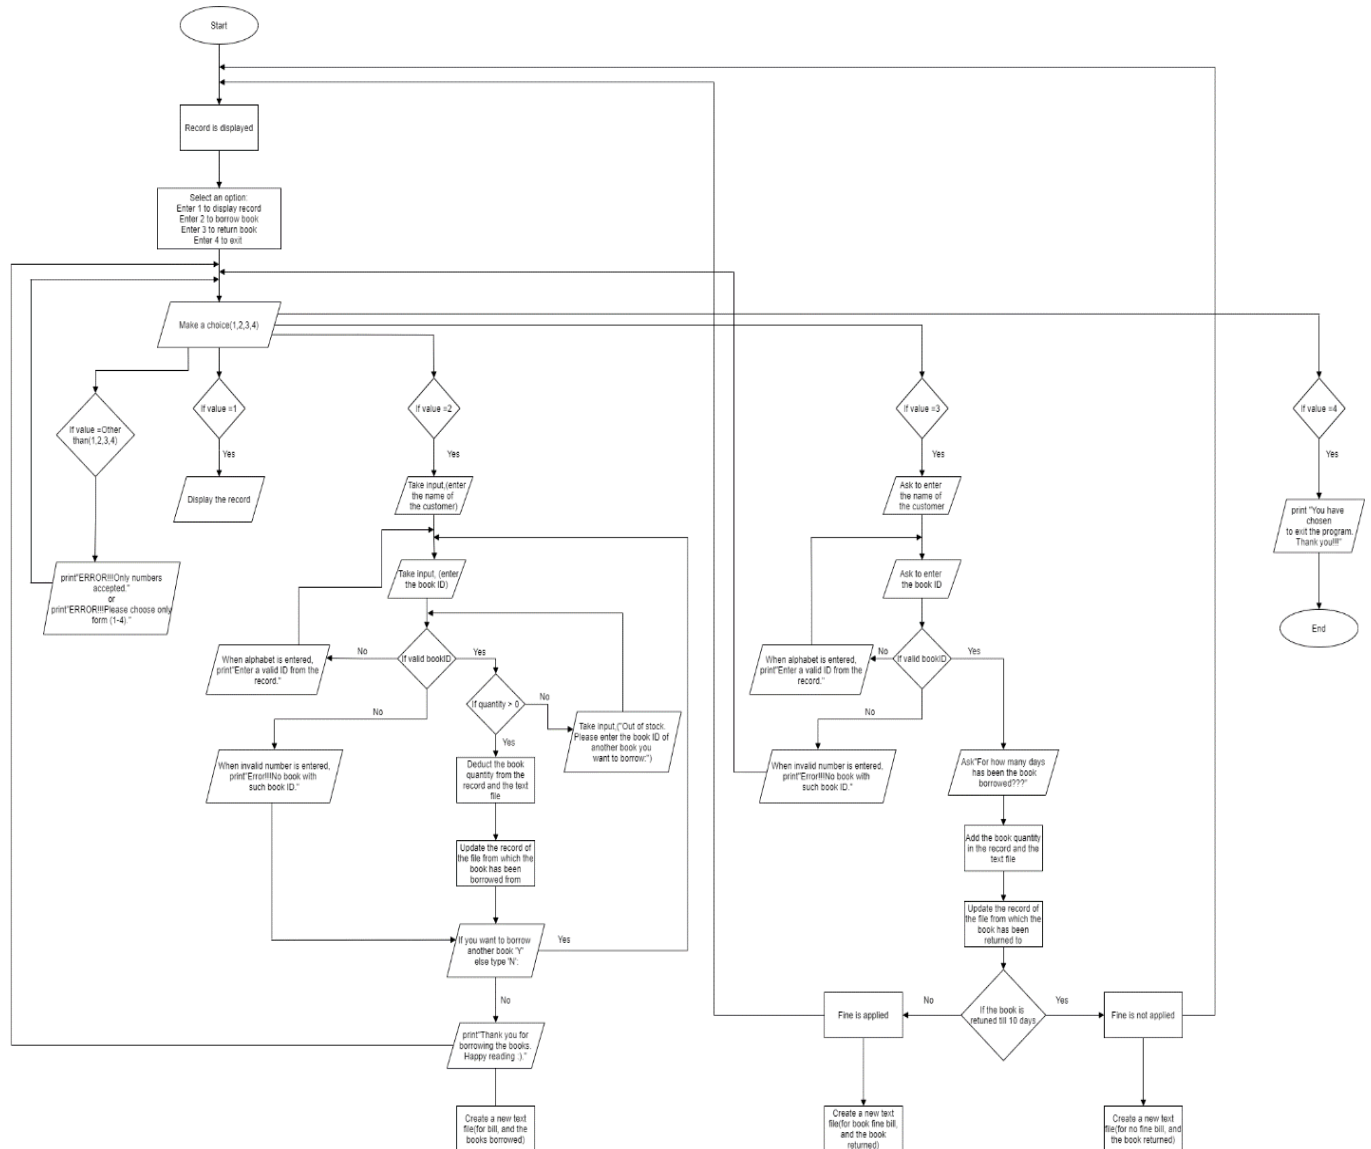 Start
Record is displayed
Select an option:
Enter 1 to display record
Enter 2 to borrow book
Enter 3 to return book
Enter 4 to exit
Make a choice(1,2,3,4)
If value =Other
than(1,2,3,4)
If value =1
If value =2
If value =3
If value =4
Yes
Yes
Yes
Yes
Display the record
Take input,(enter
the name of
the customer)
Ask to enter
the name of
the customer
print "You have
chosen
to exit the program.
Thank you!!!"
print"ERROR!!!Only numbers
accepted."
or
print"ERROR!!!Please choose only
form (1-4)."
Take input, (enter
the book ID)
Ask to enter
the book ID
End
When alphabet is entered,
print"Enter a valid ID from the
record."
No
If valid bookID
Yes
When alphabet is entered,
print"Enter a valid ID from the
record."
No
If valid bookID
Yes
If quantity > 0
No
No
No
Take input,("Out of stock.
Please enter the book ID of
another book you
want to borrow:")
Yes
When invalid number is entered,
print"Error!!!No book with
such book ID."
Deduct the book
quantity from the
record and the text
file
When invalid number is entered,
print"Error!!!No book with
such book ID."
Ask"For how many days
has been the book
borrowed???"
Update the record of
the file from which the
book has been
borrowed from
Add the book quantity
in the record and the
text file
If you want to borrow
another book 'Y'
else type 'N':
Yes
Update the record of
the file from which the
book has been
returned to
No
Fine is applied
No
If the book is
retuned till 10 days
Yes
Fine is not applied
print"Thank you for
borrowing the books.
Happy reading :)."
Create a new text
file(for bill, and the
books borrowed)
Create a new text
file(for book fine bill,
and the book
returned)
Create a new text
file(for no fine bill, and
the book returned)